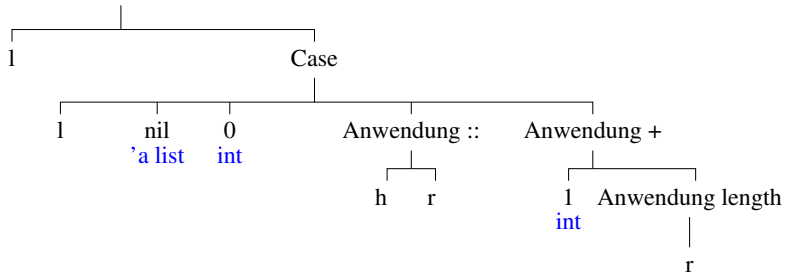 l Case
l nil 0 Anwendung :: Anwendung +
'a list int
h r 1 Anwendung length
int
r